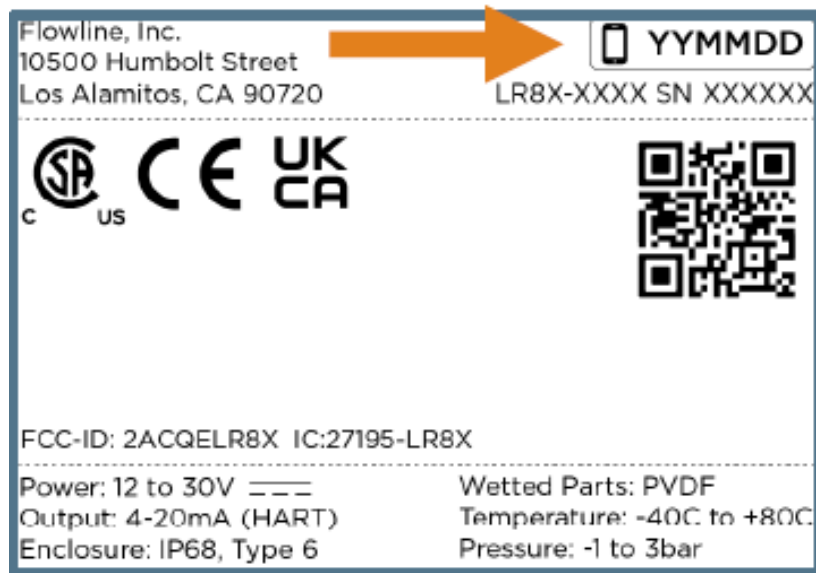 Flowline, Inc.
10500 Humbolt Street
Los Alamitos, CA 90720
YYMMDD
LR8X-XXXX SN XXXXXX
C SA US CE UK CA
FCC-ID: 2ACQELR8X IC:27195-LR8X
Power: 12 to 30V
Output: 4-20mA (HART)
Enclosure: IP68, Type 6
Wetted Parts: PVDF
Temperature: -40C to +80C
Pressure: -1 to 3bar